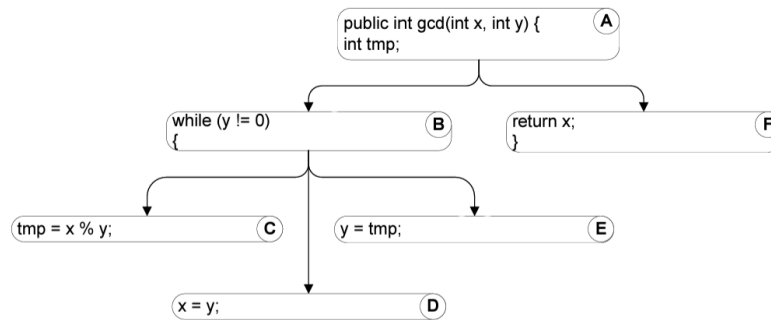 public int gcd(int x, int y) {
A
int tmp;
while (y != 0)
B
{
return x;
F
}
tmp = x % y;
C
y = tmp;
E
x = y;
D